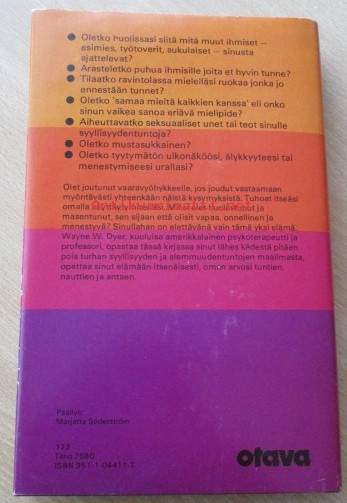 ● Oletko huolissasi siitä mitä muut ihmiset –
esimies, työtoverit, sukulaiset – sinusta
ajattelevat?
● Arasteletko puhua ihmisille joita et hyvin tunne?
● Tilaatko ravintolassa mielelläsi ruokaa jonka jo
ennestään tunnet?
● Oletko 'samaa mieltä kaikkien kanssa' eli onko
sinun vaikea sanoa eriävä mielipide?
● Aiheuttavatko seksuaaliset unet tai teot sinulle
syyllisyydentuntoja?
● Oletko mustasukkainen?
● Oletko tyytymätön ulkonäköösi, älykkyyteesi tai
menestymiseesi urallasi?
Olet joutunut vaaravyöhykkeelle, jos joudut vastaamaan
myöntävästi yhteenkään näistä kysymyksistä. Tuhoat itseäsi
omalla
masentunut, sen sijaan että olisit vapaa, onnellinen ja
menestyvä? Sinullahan on elettävänä vain tämä yksi elämä.
Wayne W. Dyer, kuuluisa amerikkalainen psykoterapeutti ja
professori, opastaa tässä kirjassa sinut lähes kädestä pitäen
pois turhan syyllisyyden ja alemmuudentuntojen maailmasta,
opettaa sinut elämään itsenäisesti, oman arvosi tuntien,
nauttien ja antaen.
Päällys:
Marjatta Söderström
otava